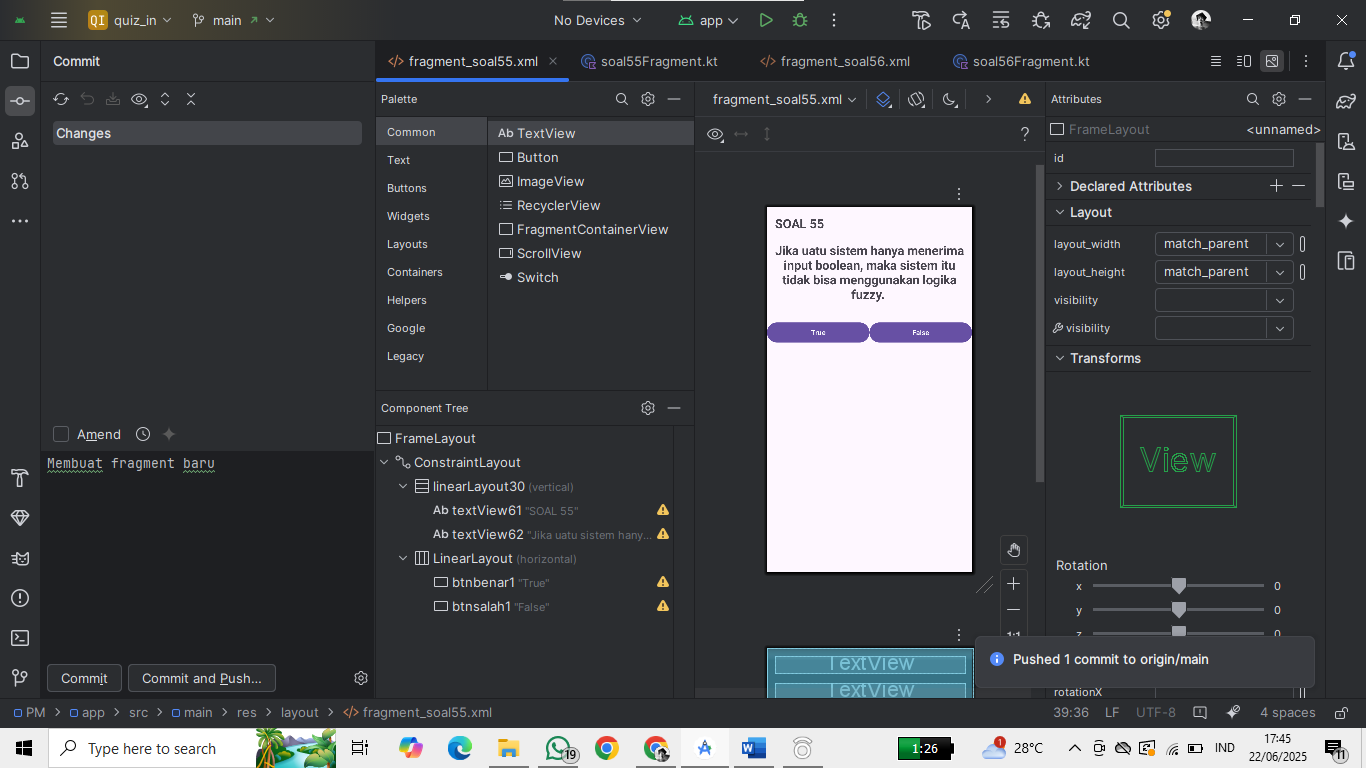 QI quiz_in main No Devices app
Commit
fragment_soal55.xml soal55Fragment.kt fragment_soal56.xml soal56Fragment.kt
Changes
Amend
Membuat fragment baru
Commit Commit and Push...
Palette
Common
Text
Buttons
Widgets
Layouts
Containers
Helpers
Google
Legacy
Ab TextView
Button
ImageView
RecyclerView
FragmentContainerView
ScrollView
Switch
Component Tree
FrameLayout
ConstraintLayout
linearLayout30 (vertical)
Ab textView61 "SOAL 55"
Ab textView62 "Jika uatu sistem hany...
LinearLayout (horizontal)
btnbenar1 "True"
btnsalah1 "False"
fragment_soal55.xml
?
SOAL 55
Jika uatu sistem hanya menerima
input boolean, maka sistem itu
tidak bisa menggunakan logika
fuzzy.
True False
1:1
TextView
TextView
Attributes
FrameLayout <unnamed>
id
Declared Attributes
Layout
layout_width match_parent
layout_height match_parent
visibility
visibility
Transforms
View
Rotation
x 0
y 0
z 0
rotationX
Pushed 1 commit to origin/main
PM > app > src > main > res > layout > fragment_soal55.xml
39:36 LF UTF-8 4 spaces
Type here to search
19
1:26
1
28°C
IND
17:45
22/06/2025
11